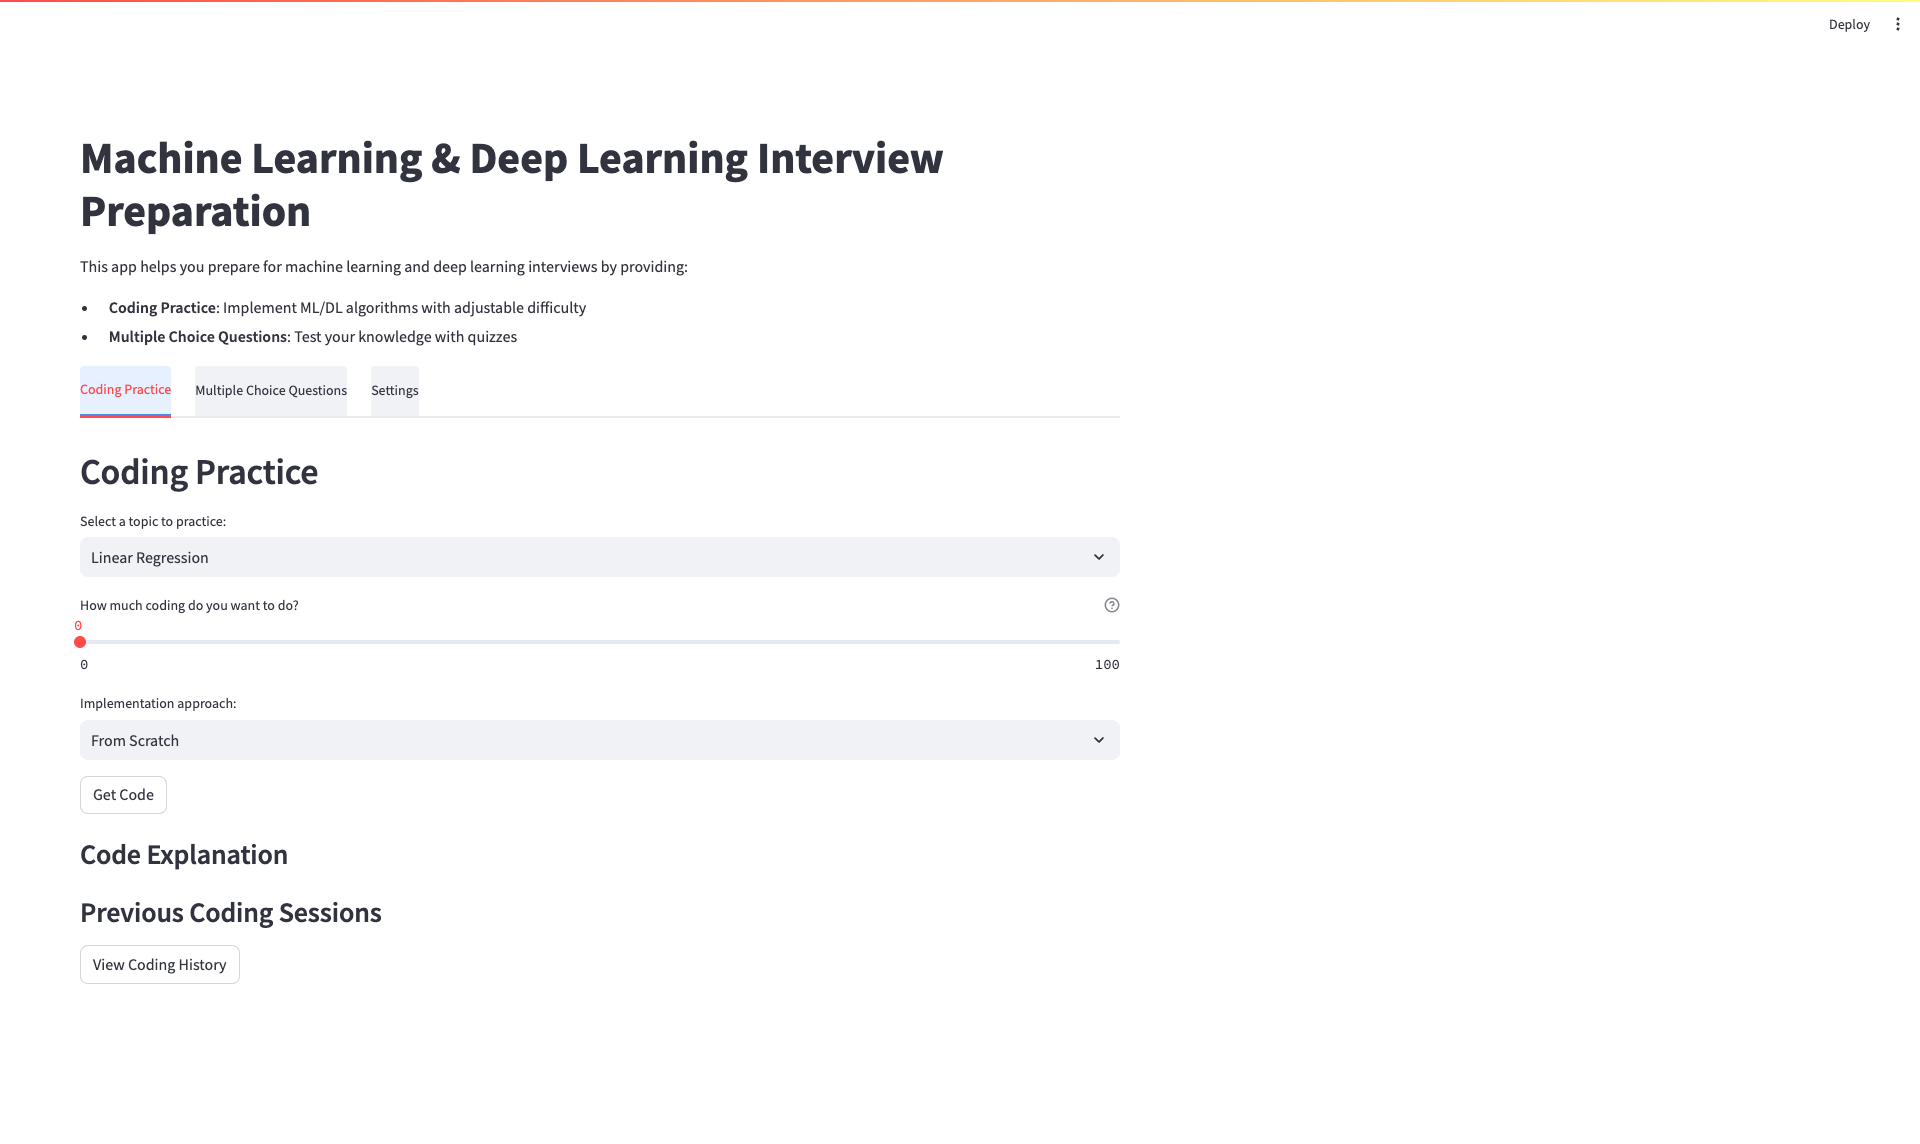 Deploy
Machine Learning & Deep Learning Interview
Preparation
This app helps you prepare for machine learning and deep learning interviews by providing:
• Coding Practice: Implement ML/DL algorithms with adjustable difficulty
• Multiple Choice Questions: Test your knowledge with quizzes
Coding Practice Multiple Choice Questions Settings
Coding Practice
Select a topic to practice:
Linear Regression
How much coding do you want to do?
0
0 100
Implementation approach:
From Scratch
Get Code
Code Explanation
Previous Coding Sessions
View Coding History